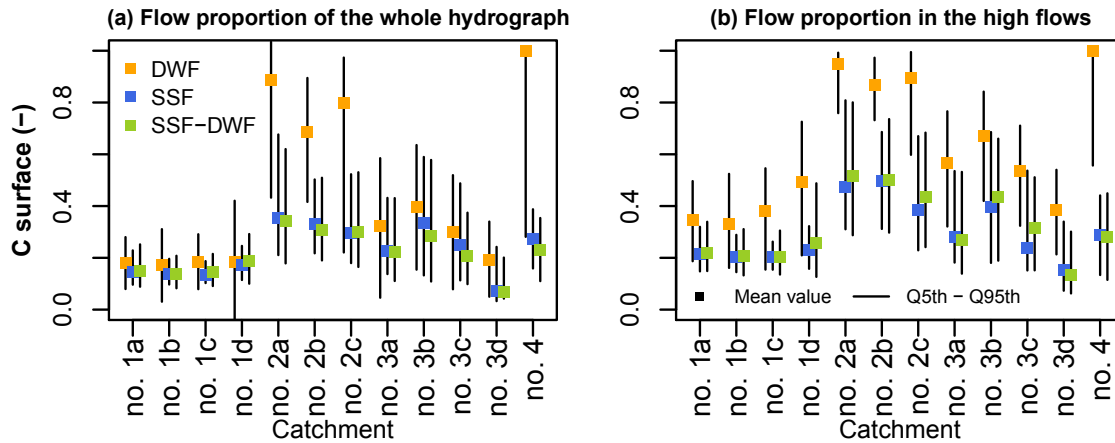 (a) Flow proportion of the whole hydrograph
C surface (−)
0.0
0.4
0.8
DWF
SSF
SSF−DWF
no. 1a
no. 1b
no. 1c
no. 1d
no. 2a
no. 2b
no. 2c
no. 3a
no. 3b
no. 3c
no. 3d
no. 4
Catchment
(b) Flow proportion in the high flows
0.0
0.4
0.8
Mean value
Q5th − Q95th
no. 1a
no. 1b
no. 1c
no. 1d
no. 2a
no. 2b
no. 2c
no. 3a
no. 3b
no. 3c
no. 3d
no. 4
Catchment